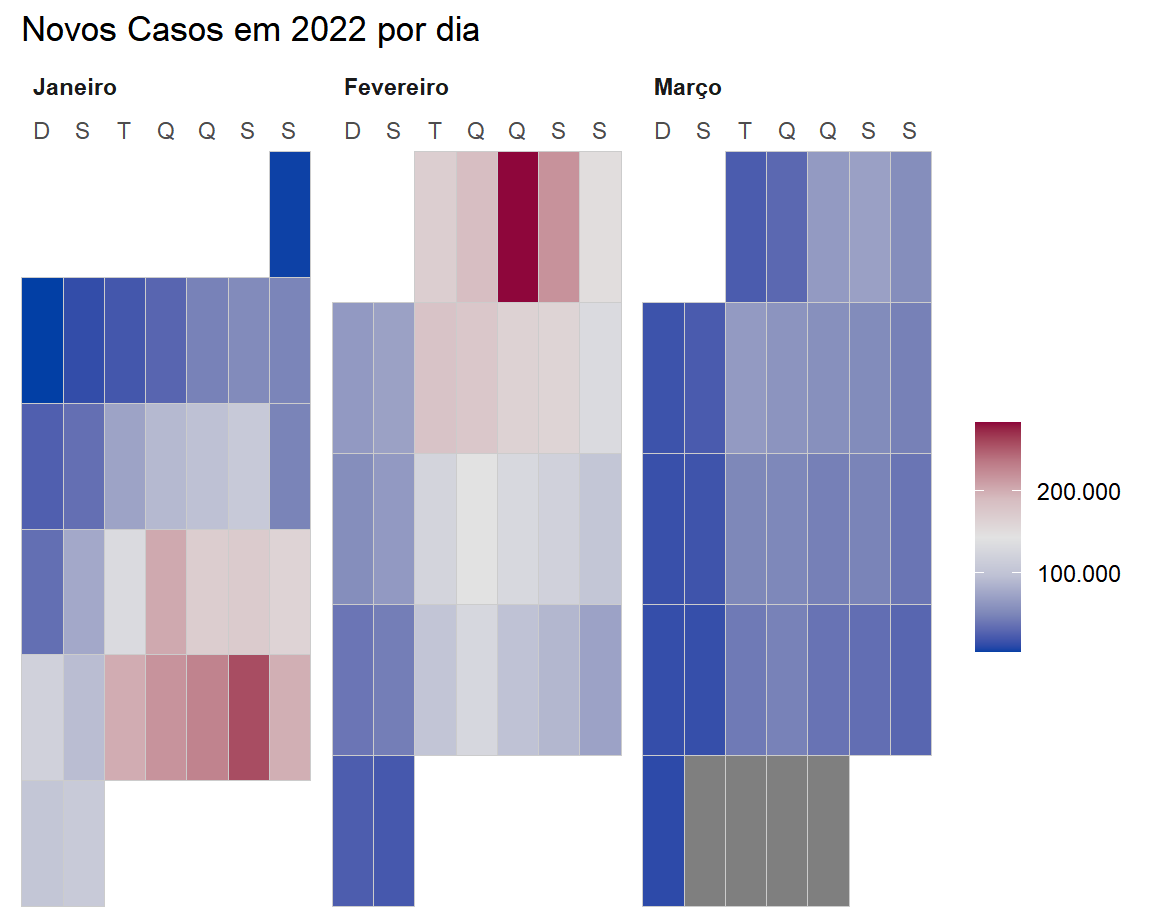 Novos Casos em 2022 por dia
Janeiro
D S T Q Q S S
Fevereiro
D S T Q Q S S
Março
D S T Q Q S S
200.000
100.000